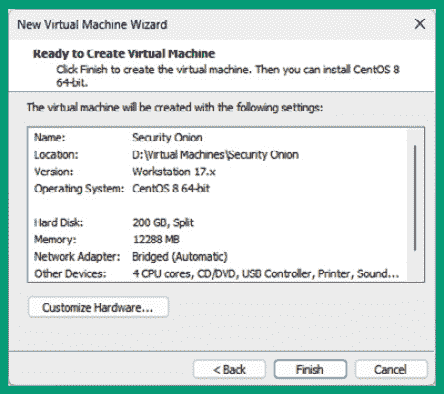 New Virtual Machine Wizard
Ready to Create Virtual Machine
Click Finish to create the virtual machine. Then you can install CentOS 8
64-bit.
The virtual machine will be created with the following settings:
Name: Security Onion
Location: D:\Virtual Machines\Security Onion
Version: Workstation 17.x
Operating System: CentOS 8 64-bit
Hard Disk: 200 GB, Split
Memory: 12288 MB
Network Adapter: Bridged (Automatic)
Other Devices: 4 CPU cores, CD/DVD, USB Controller, Printer, Sound...
Customize Hardware...
< Back Finish Cancel